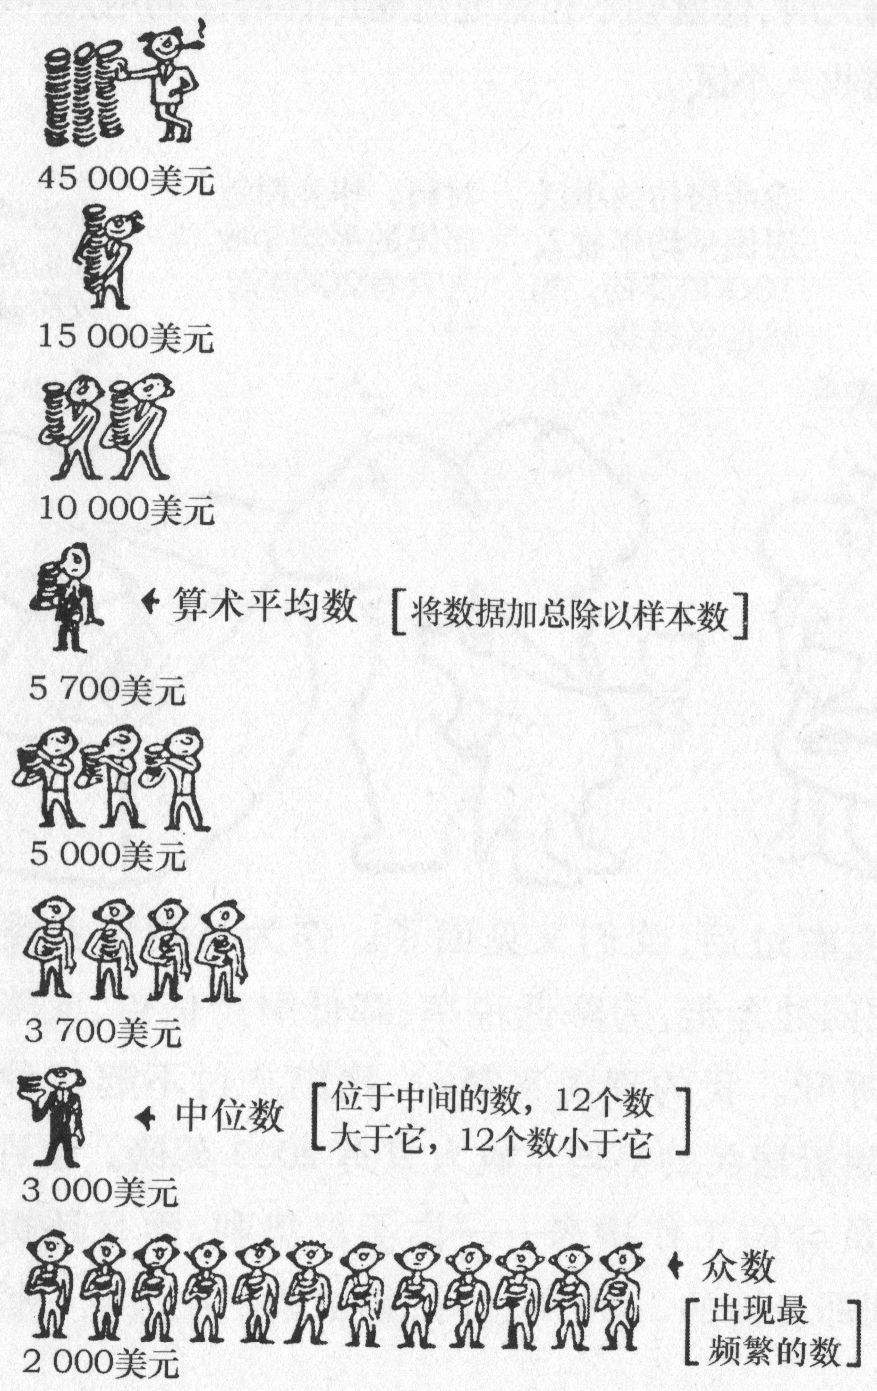 45 000美元
15 000美元
10 000美元
算术平均数 [将数据加总除以样本数]
5 700美元
5 000美元
3 700美元
中位数 [位于中间的数，12个数
大于它，12个数小于它]
3 000美元
众数
[出现最
频繁的数]
2 000美元